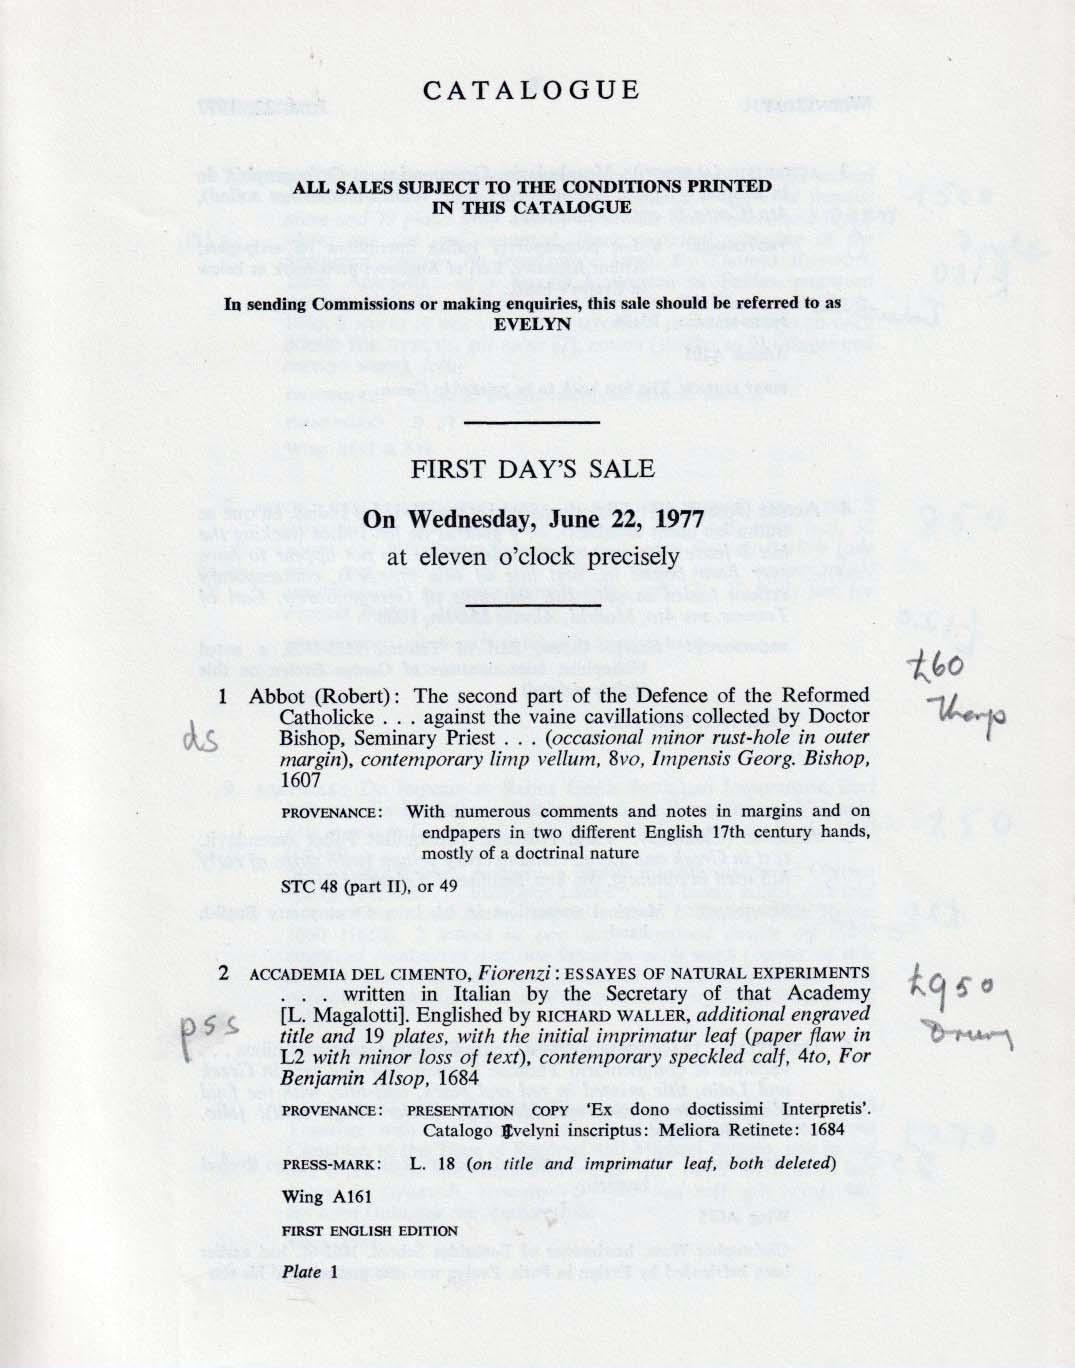 CATALOGUE
ALL SALES SUBJECT TO THE CONDITIONS PRINTED
IN THIS CATALOGUE
In sending Commissions or making enquiries, this sale should be referred to as
EVELYN
FIRST DAY'S SALE
On Wednesday, June 22, 1977
at eleven o'clock precisely
£60
Tharp
1 Abbot (Robert): The second part of the Defence of the Reformed
Catholicke . . . against the vaine cavillations collected by Doctor
ds
Bishop, Seminary Priest . . . (occasional minor rust-hole in outer
margin), contemporary limp vellum, 8vo, Impensis Georg. Bishop,
1607
PROVENANCE: With numerous comments and notes in margins and on
endpapers in two different English 17th century hands,
mostly of a doctrinal nature
STC 48 (part II), or 49
2 ACCADEMIA DEL CIMENTO, Fiorenzi: ESSAYES OF NATURAL EXPERIMENTS
£950
. . . written in Italian by the Secretary of that Academy
[L. Magalotti]. Englished by RICHARD WALLER, additional engraved
pss
title and 19 plates, with the initial imprimatur leaf (paper flaw in
L2 with minor loss of text), contemporary speckled calf, 4to, For
Benjamin Alsop, 1684
PROVENANCE: PRESENTATION COPY 'Ex dono doctissimi Interpretis'.
Catalogo Evelyni inscriptus: Meliora Retinete: 1684
PRESS-MARK: L. 18 (on title and imprimatur leaf, both deleted)
Wing A161
FIRST ENGLISH EDITION
Plate 1